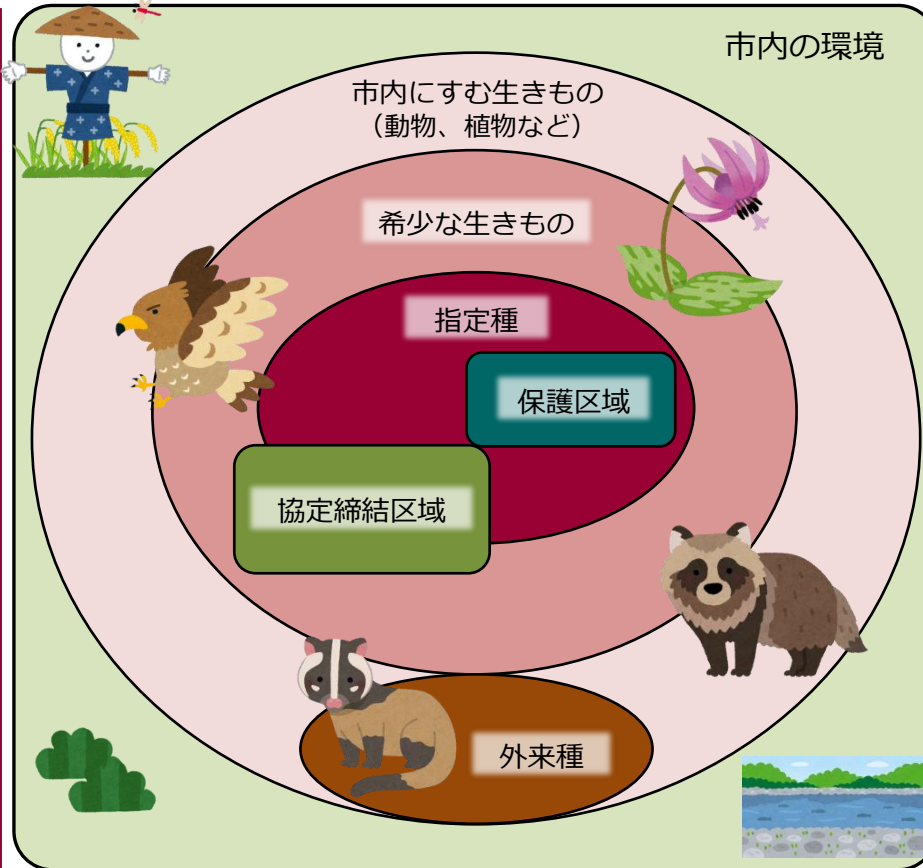 市内の環境
市内にすむ生きもの
（動物、植物など）
希少な生きもの
指定種
保護区域
協定締結区域
外来種